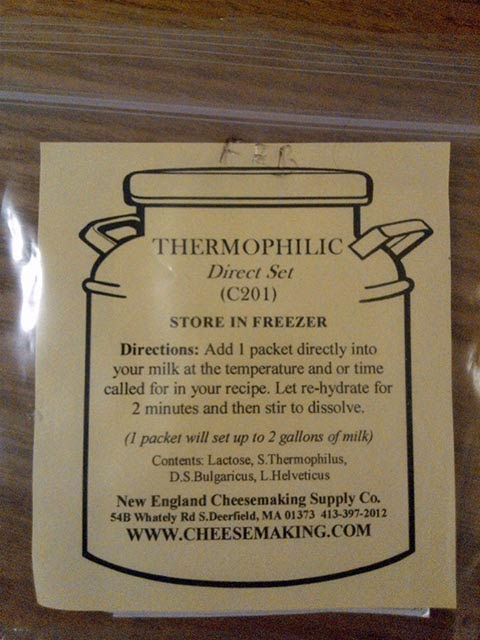 FEB
THERMOPHILIC
Direct Set
(C201)
STORE IN FREEZER
Directions: Add 1 packet directly into
your milk at the temperature and or time
called for in your recipe. Let re-hydrate for
2 minutes and then stir to dissolve.
(1 packet will set up to 2 gallons of milk)
Contents: Lactose, S.Thermophilus,
D.S.Bulgaricus, L.Helveticus
New England Cheesemaking Supply Co.
54B Whately Rd S.Deerfield, MA 01373 413-397-2012
WWW.CHEESEMAKING.COM